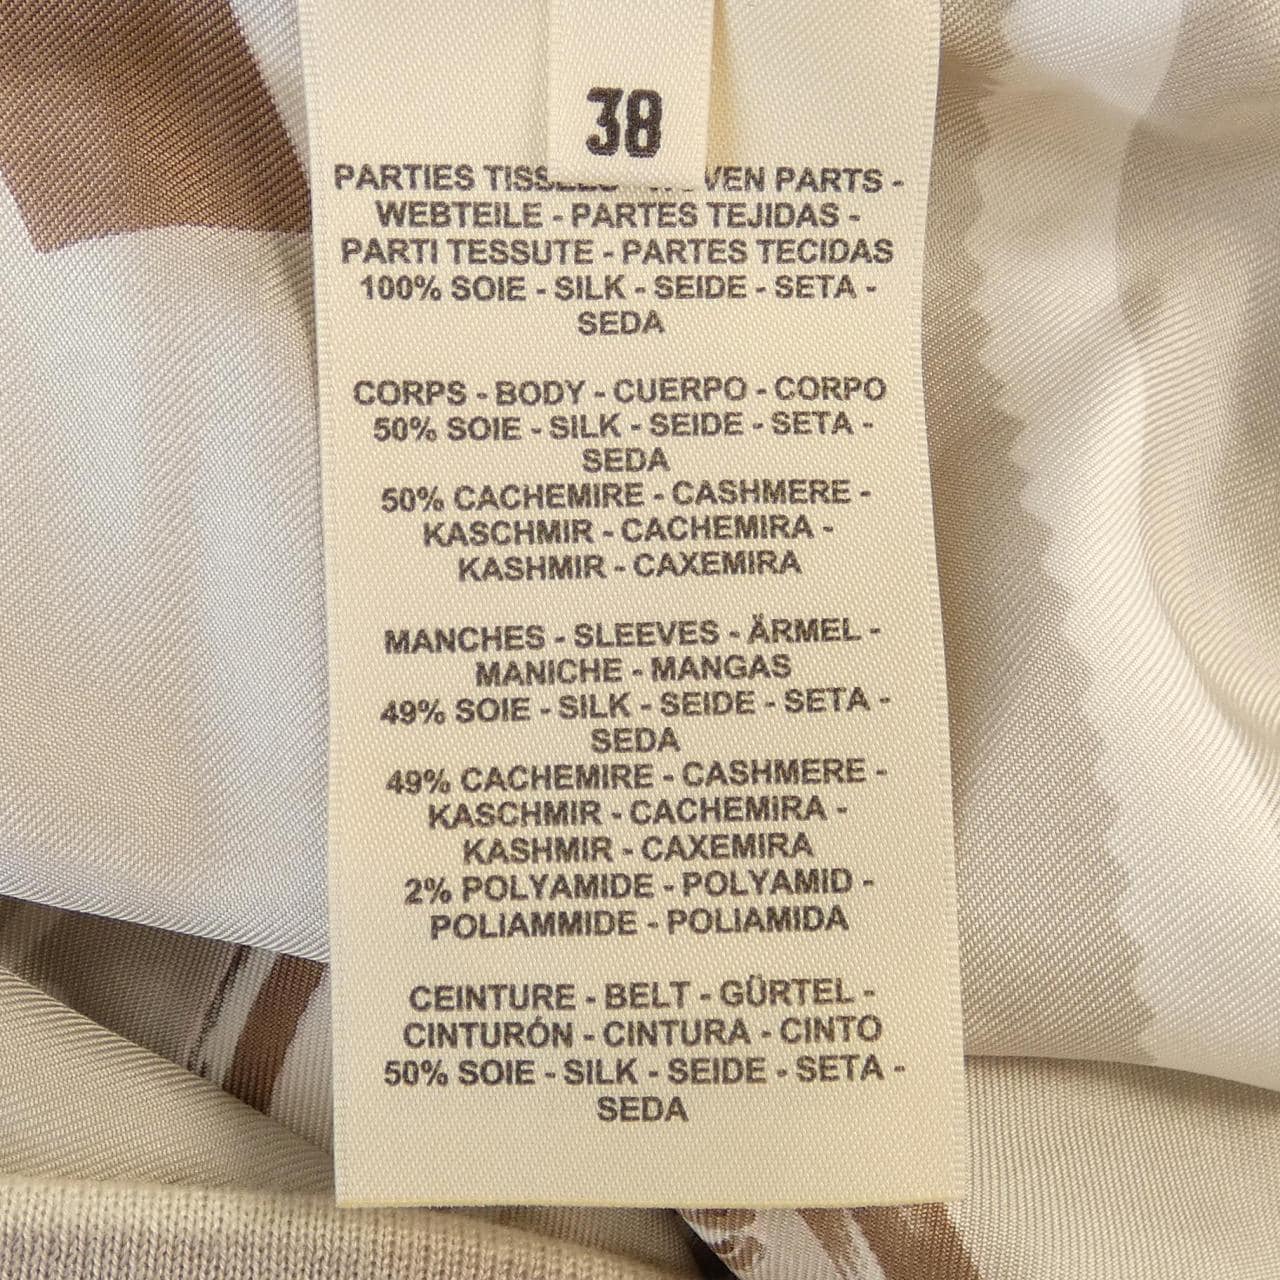 38
PARTIES PARTS -
WEBTEILE - PARTES TEJIDAS -
PARTI TESSUTE - PARTES TECIDAS
100% SOIE - SILK - SEIDE - SETA -
SEDA
CORPS - BODY - CUERPO - CORPO
50% SOIE - SILK - SEIDE - SETA -
SEDA
50% CACHEMIRE - CASHMERE -
KASCHMIR - CACHEMIRA -
KASHMIR - CAXEMIRA
MANCHES - SLEEVES - ÄRMEL -
MANICHE - MANGAS
49% SOIE - SILK - SEIDE - SETA -
SEDA
49% CACHEMIRE - CASHMERE -
KASCHMIR - CACHEMIRA -
KASHMIR - CAXEMIRA
2% POLYAMIDE - POLYAMID -
POLIAMMIDE - POLIAMIDA
CEINTURE - BELT - GÜRTEL -
CINTURÓN - CINTURA - CINTO
50% SOIE - SILK - SEIDE - SETA -
SEDA